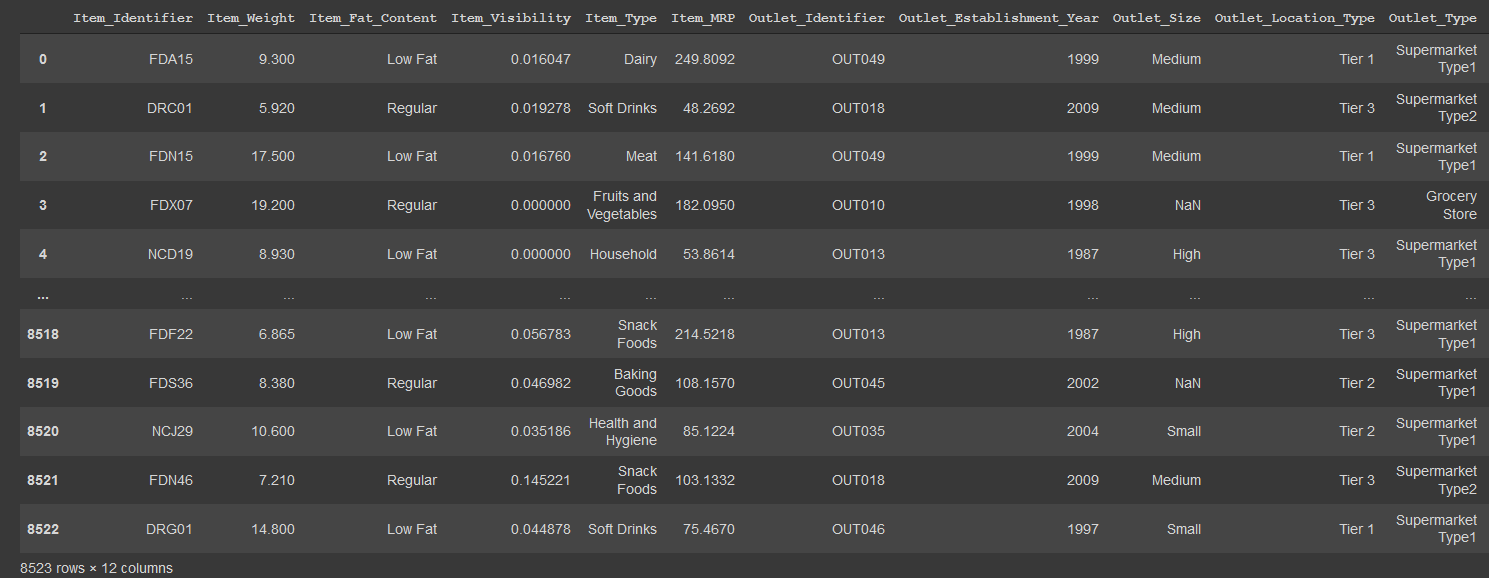 Item_Identifier Item_Weight Item_Fat_Content Item_Visibility Item_Type Item_MRP Outlet_Identifier Outlet_Establishment_Year Outlet_Size Outlet_Location_Type Outlet_Type
0 FDA15 9.300 Low Fat 0.016047 Dairy 249.8092 OUT049 1999 Medium Tier 1 Supermarket Type1
1 DRC01 5.920 Regular 0.019278 Soft Drinks 48.2692 OUT018 2009 Medium Tier 3 Supermarket Type2
2 FDN15 17.500 Low Fat 0.016760 Meat 141.6180 OUT049 1999 Medium Tier 1 Supermarket Type1
3 FDX07 19.200 Regular 0.000000 Fruits and Vegetables 182.0950 OUT010 1998 NaN Tier 3 Grocery Store
4 NCD19 8.930 Low Fat 0.000000 Household 53.8614 OUT013 1987 High Tier 3 Supermarket Type1
... ... ... ... ... ... ... ... ... ... ... ...
8518 FDF22 6.865 Low Fat 0.056783 Snack Foods 214.5218 OUT013 1987 High Tier 3 Supermarket Type1
8519 FDS36 8.380 Regular 0.046982 Baking Goods 108.1570 OUT045 2002 NaN Tier 2 Supermarket Type1
8520 NCJ29 10.600 Low Fat 0.035186 Health and Hygiene 85.1224 OUT035 2004 Small Tier 2 Supermarket Type1
8521 FDN46 7.210 Regular 0.145221 Snack Foods 103.1332 OUT018 2009 Medium Tier 3 Supermarket Type2
8522 DRG01 14.800 Low Fat 0.044878 Soft Drinks 75.4670 OUT046 1997 Small Tier 1 Supermarket Type1
8523 rows × 12 columns